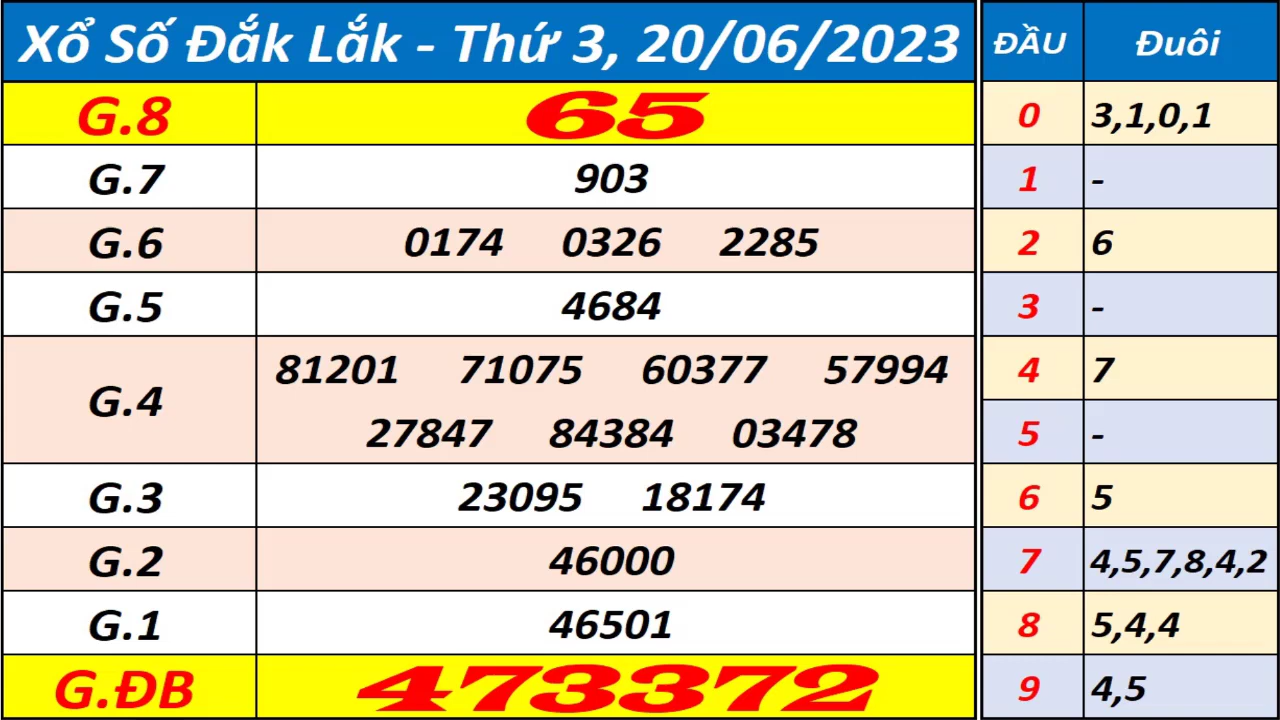 Xổ Số Đắk Lắk - Thứ 3, 20/06/2023
G.8 65
G.7 903
G.6 0174 0326 2285
G.5 4684
G.4 81201 71075 60377 57994
27847 84384 03478
G.3 23095 18174
G.2 46000
G.1 46501
G.ĐB 473372
ĐẦU Đuôi
0 3,1,0,1
1 -
2 6
3 -
4 7
5 -
6 5
7 4,5,7,8,4,2
8 5,4,4
9 4,5